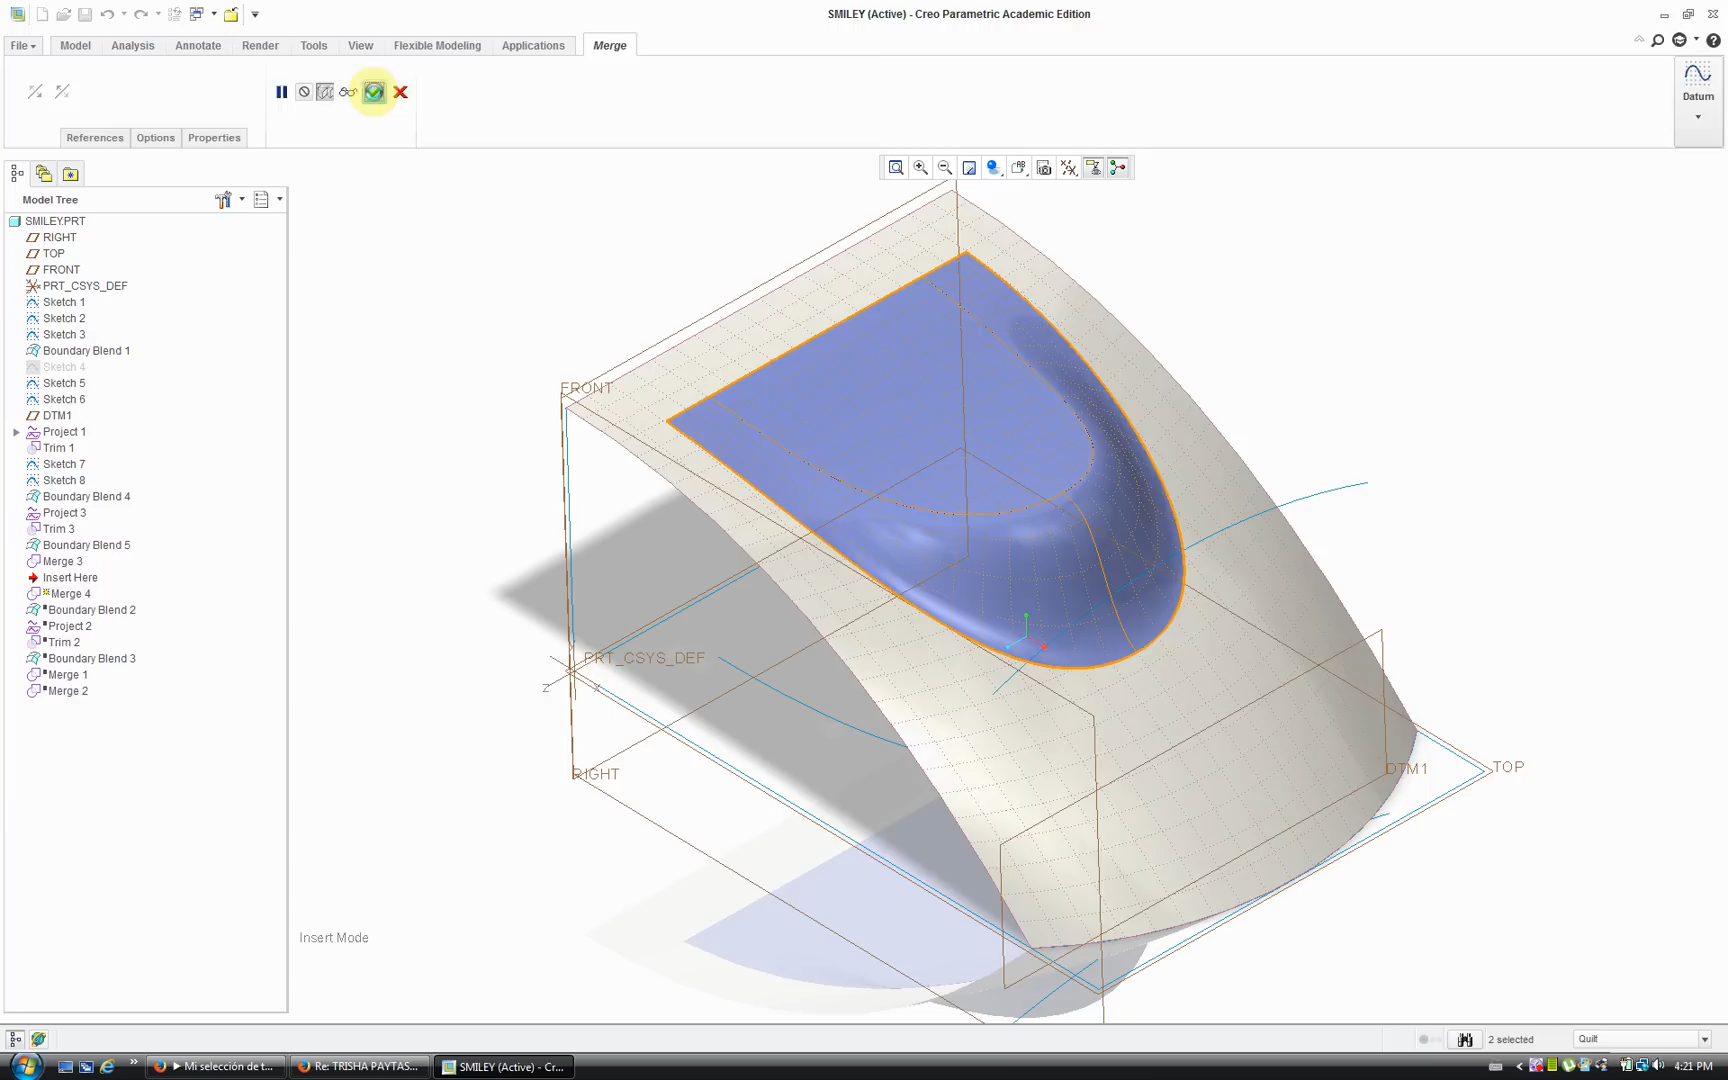 SMILEY (Active) - Creo Parametric Academic Edition
File Model Analysis Annotate Render Tools View Flexible Modeling Applications Merge
Datum
References Options Properties
Model Tree
SMILEY.PRT
RIGHT
TOP
FRONT
PRT_CSYS_DEF
Sketch 1
Sketch 2
Sketch 3
Boundary Blend 1
Sketch 4
Sketch 5
Sketch 6
DTM1
Project 1
Trim 1
Sketch 7
Sketch 8
Boundary Blend 4
Project 3
Trim 3
Boundary Blend 5
Merge 3
Insert Here
Merge 4
Boundary Blend 2
Project 2
Trim 2
Boundary Blend 3
Merge 1
Merge 2
FRONT
PRT_CSYS_DEF
Z
X
RIGHT
DTM1
TOP
Insert Mode
2 selected
Quilt
Mi selección de t...
Re: TRISHA PAYTAS...
SMILEY (Active) - Cr...
4:21 PM